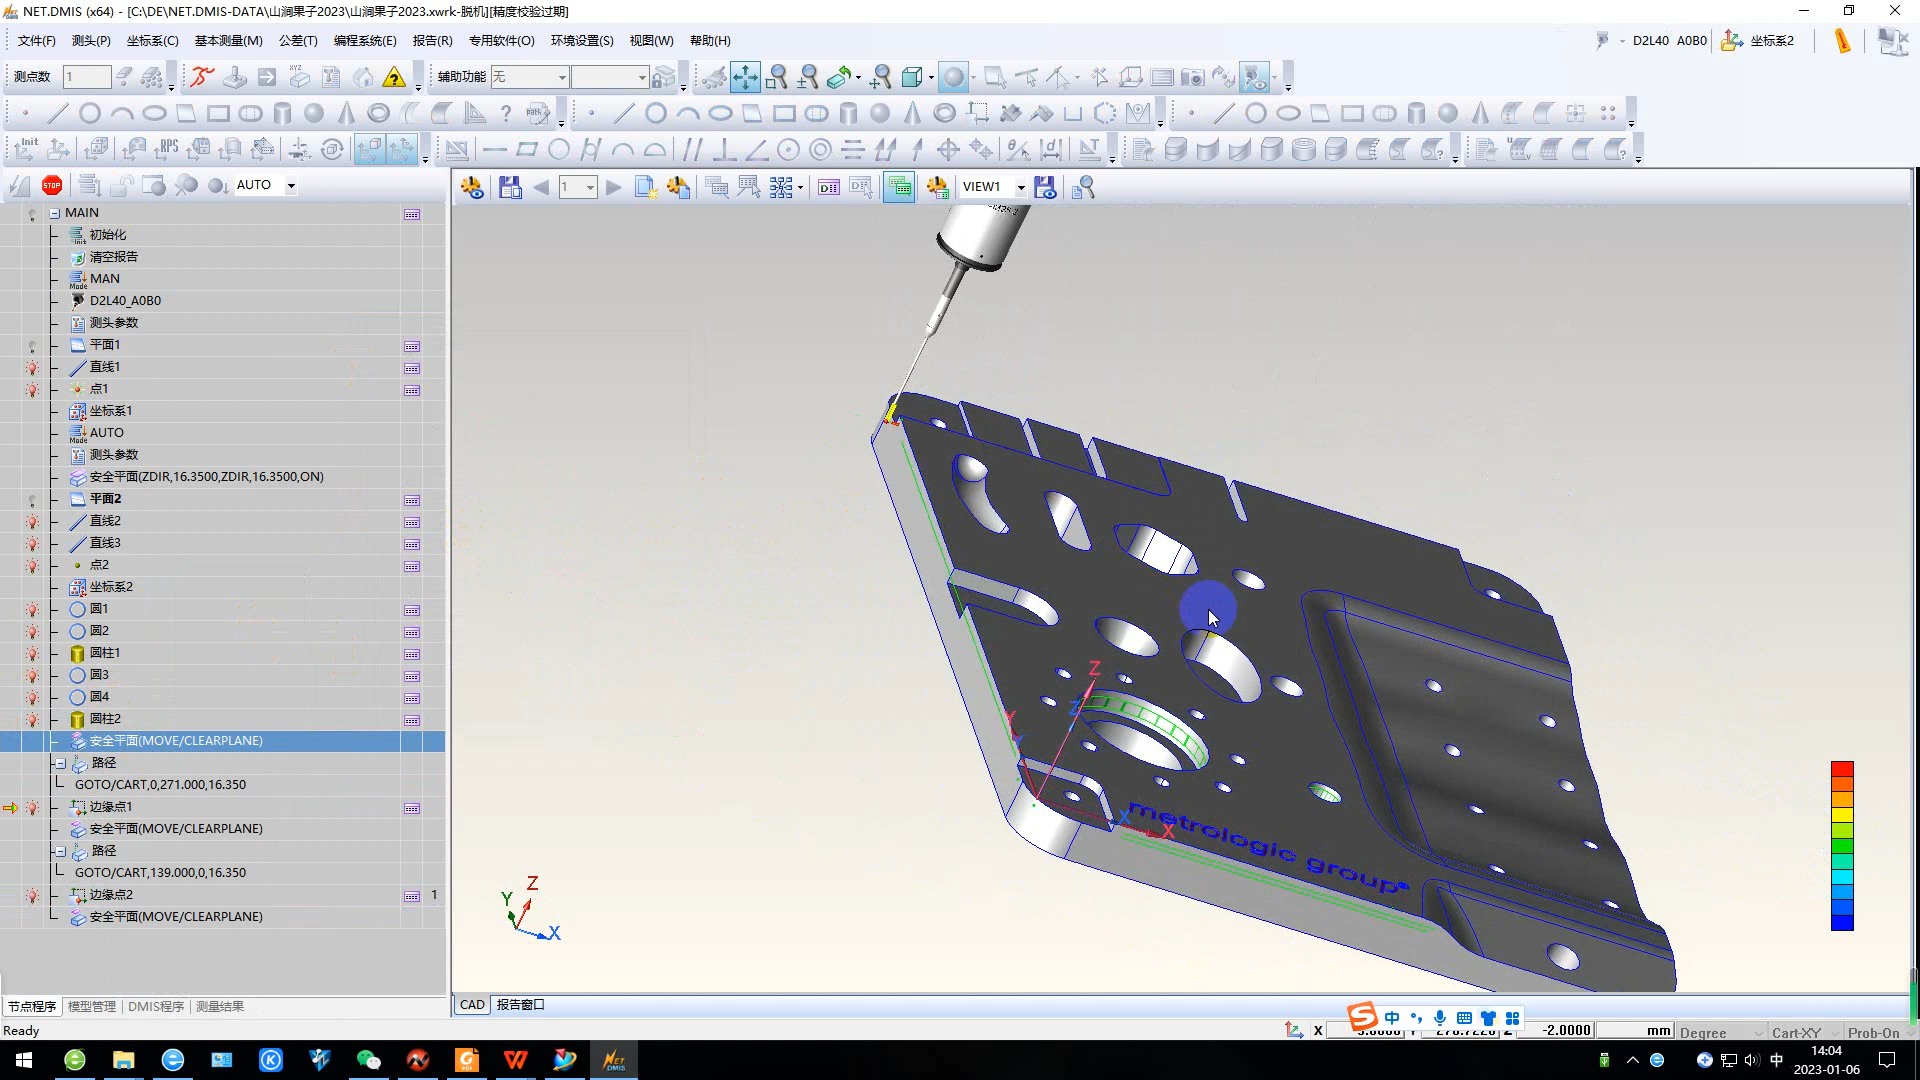 NET.DMIS (x64) - [C:\DE\NET.DMIS-DATA\山涧果子2023\山涧果子2023.xwrk-脱机][精度校验过期]
文件(F) 测头(P) 坐标系(C) 基本测量(M) 公差(T) 编程系统(E) 报告(R) 专用软件(O) 环境设置(S) 视图(W) 帮助(H) D2L40 A0B0 坐标系2
测点数 1 辅助功能 无
Init RPS
STOP AUTO 1 VIEW1
MAIN
初始化
清空报告
MAN
D2L40_A0B0
测头参数
平面1
直线1
点1
坐标系1
AUTO
测头参数
安全平面(ZDIR,16.3500,ZDIR,16.3500,ON)
平面2
直线2
直线3
点2
坐标系2
圆1
圆2
圆柱1
圆3
圆4
圆柱2
安全平面(MOVE/CLEARPLANE)
路径
GOTO/CART,0,271.000,16.350
边缘点1
安全平面(MOVE/CLEARPLANE)
路径
GOTO/CART,139.000,0,16.350
边缘点2 1
安全平面(MOVE/CLEARPLANE)
Z
Z
X X
metrologic group
Z
Y
X
节点程序 模型管理 DMIS程序 测量结果
CAD 报告窗口
Ready
X -2.0000 mm Degree Cart-XY Prob-On
中
14:04
中
2023-01-06